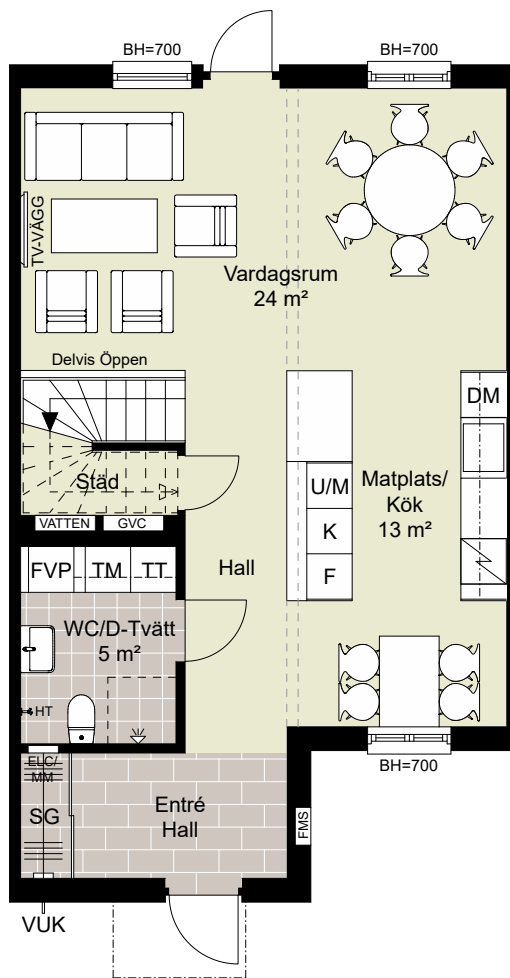 BH=700
BH=700
TV-VÄGG
Vardagsrum
24 m²
Delvis Öppen
DM
Städ
U/M
Matplats/
Kök
13 m²
K
VATTEN
GVC
F
FVP
TM
TT
Hall
WC/D-Tvätt
5 m²
HT
ELC/
MM
BH=700
SG
Entré
Hall
FMS
VUK